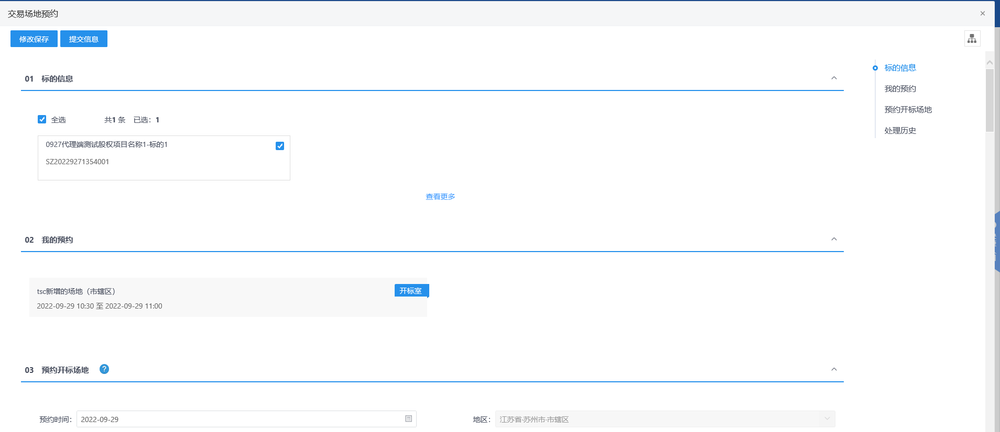 交易场地预约
×
修改保存 提交信息
01 标的信息
全选 共1 条 已选：1
0927代理端测试股权项目名称1-标的1
SZ20229271354001
查看更多
02 我的预约
tsc新增的场地（市辖区）
开标室
2022-09-29 10:30 至 2022-09-29 11:00
03 预约开标场地 ?
预约时间： 2022-09-29 地区： 江苏省·苏州市·市辖区
标的信息
我的预约
预约开标场地
处理历史